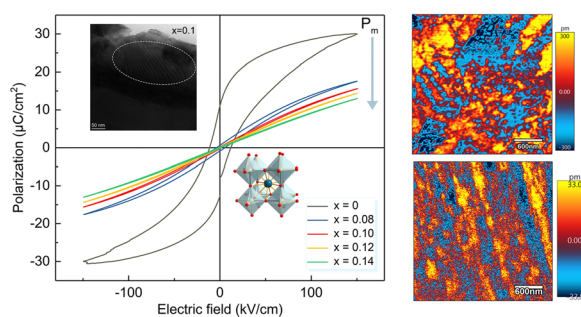 x=0.1
50 nm
P_m
Polarization (μC/cm²)
30
20
10
0
-10
-20
-30
-100
0
100
Electric field (kV/cm)
x = 0
x = 0.08
x = 0.10
x = 0.12
x = 0.14
pm
300
0.00
-300
600nm
pm
33.0
0.00
600nm